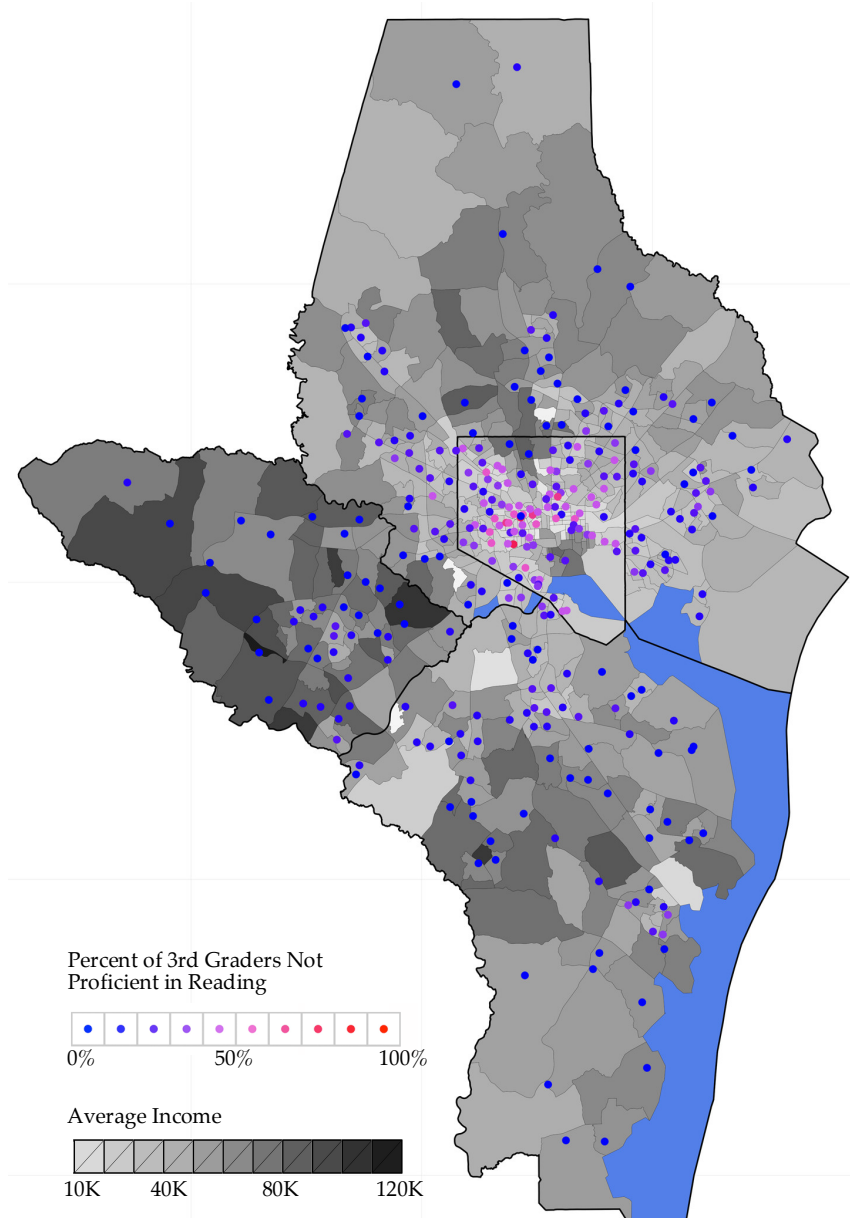 Percent of 3rd Graders Not
Proficient in Reading
0% 50% 100%
Average Income
10K 40K 80K 120K